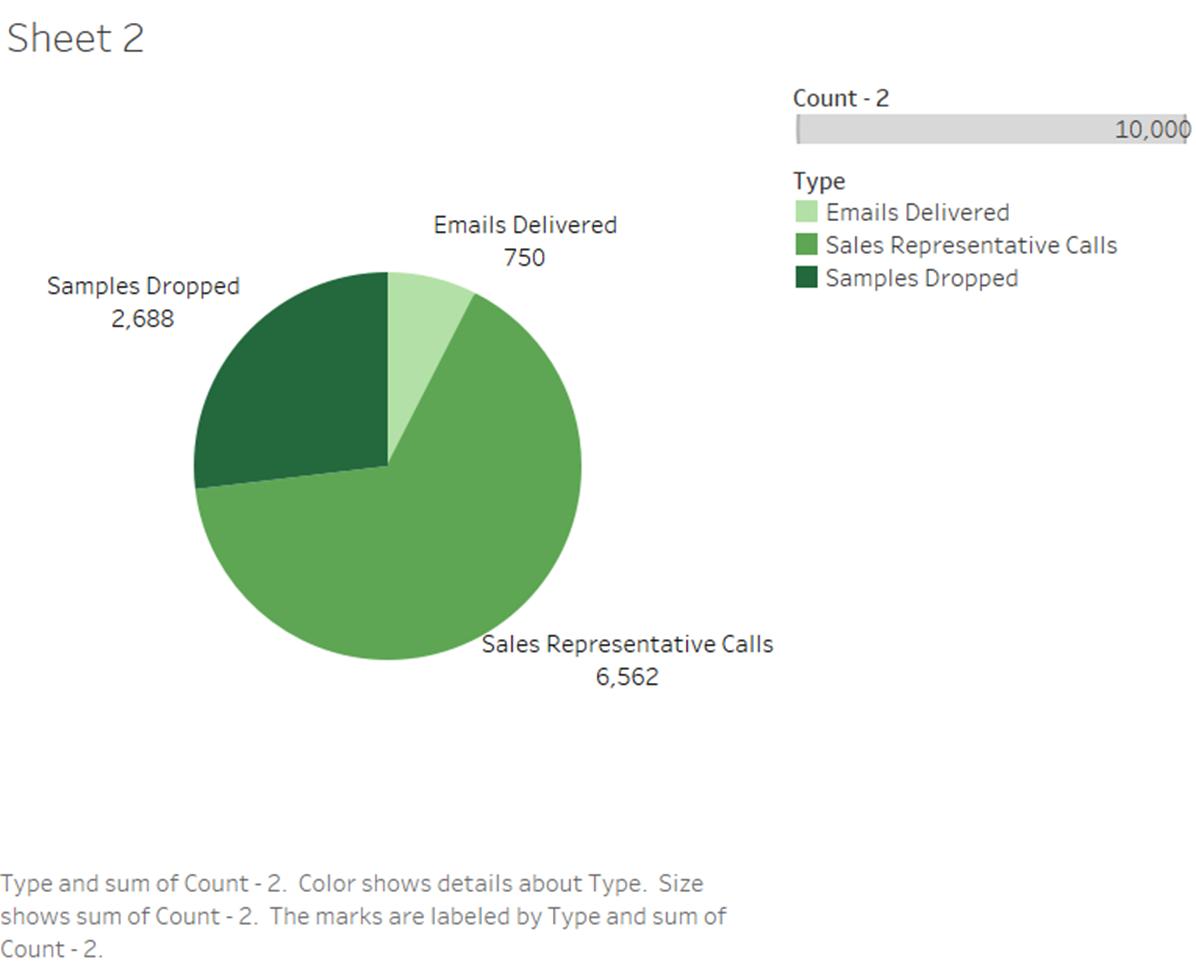 Sheet 2
Count - 2
10,000
Type
Emails Delivered
Sales Representative Calls
Samples Dropped
Emails Delivered
750
Samples Dropped
2,688
Sales Representative Calls
6,562
Type and sum of Count - 2.  Color shows details about Type.  Size
shows sum of Count - 2.  The marks are labeled by Type and sum of
Count - 2.